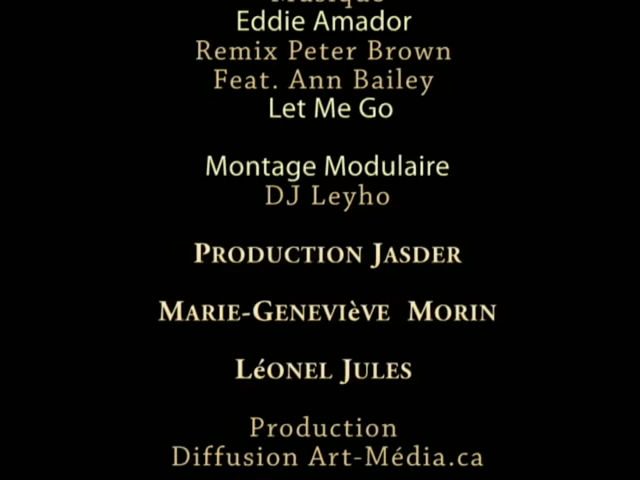 Musique
Eddie Amador
Remix Peter Brown
Feat. Ann Bailey
Let Me Go
Montage Modulaire
DJ Leyho
PRODUCTION JASDER
MARIE-GENEVIèVE MORIN
LéONEL JULES
Production
Diffusion Art-Média.ca